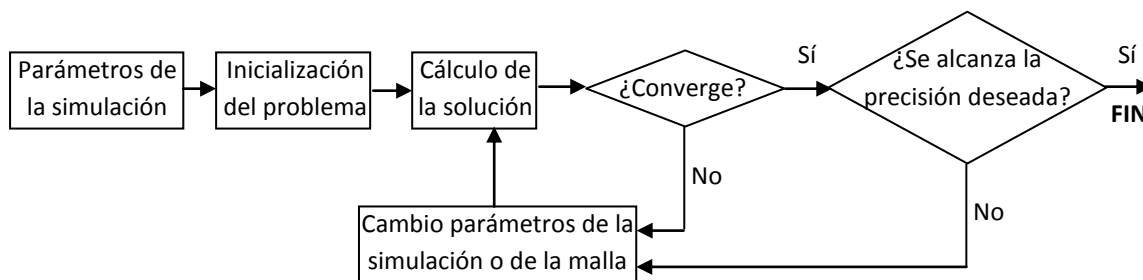 Parámetros de
la simulación
Inicialización
del problema
Cálculo de
la solución
¿Converge?
Sí
¿Se alcanza la
precisión deseada?
Sí
FIN
No
No
Cambio parámetros de la
simulación o de la malla